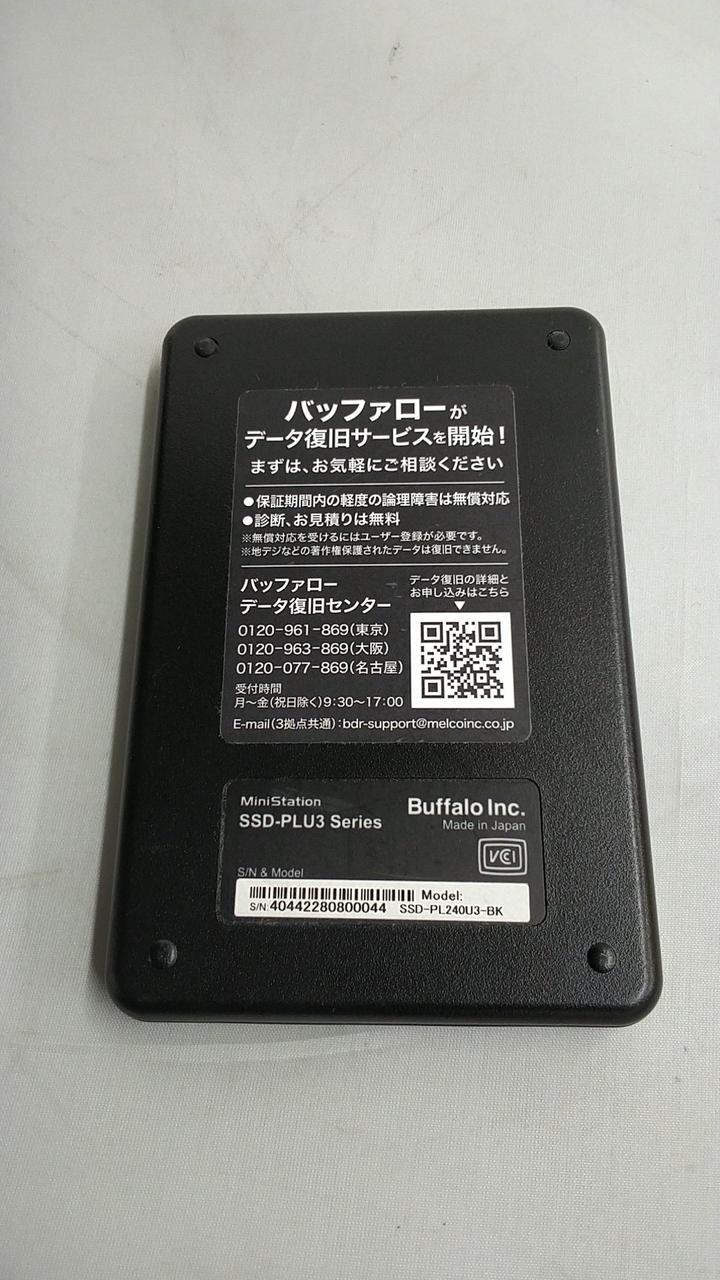 バッファローが
データ復旧サービスを開始！
まずは、お気軽にご相談ください
●保証期間内の軽度の論理障害は無償対応
●診断、お見積りは無料
※無償対応を受けるにはユーザー登録が必要です。
※地デジなどの著作権保護されたデータは復旧できません。
バッファロー
データ復旧センター
0120-961-869(東京)
0120-963-869(大阪)
0120-077-869(名古屋)
受付時間
月〜金(祝日除く)9:30〜17:00
データ復旧の詳細と
お申し込みはこちら
▼
E-mail(3拠点共通):bdr-support@melcoinc.co.jp
MiniStation
SSD-PLU3 Series
Buffalo Inc.
Made in Japan
VCCI
S/N & Model
S/N: 40442280800044
Model:
SSD-PL240U3-BK